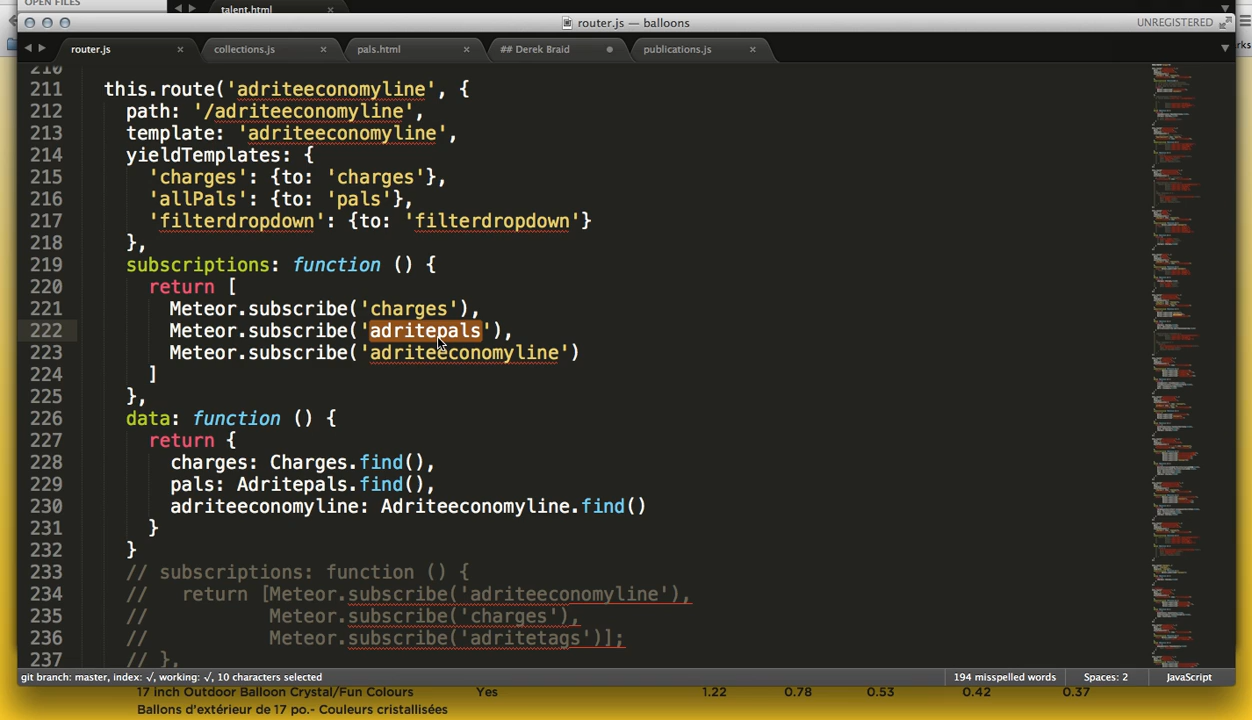 OPEN FILES
talent.html
router.js — balloons
UNREGISTERED
router.js collections.js pals.html ## Derek Braid publications.js
arks
210
211 this.route('adriteeconomyline', {
212 path: '/adriteeconomyline',
213 template: 'adriteeconomyline',
214 yieldTemplates: {
215 'charges': {to: 'charges'},
216 'allPals': {to: 'pals'},
217 'filterdropdown': {to: 'filterdropdown'}
218 },
219 subscriptions: function () {
220 return [
221 Meteor.subscribe('charges'),
222 Meteor.subscribe('adritepals'),
223 Meteor.subscribe('adriteeconomyline')
224 ]
225 },
226 data: function () {
227 return {
228 charges: Charges.find(),
229 pals: Adritepals.find(),
230 adriteeconomyline: Adriteeconomyline.find()
231 }
232 }
233 // subscriptions: function () {
234 // return [Meteor.subscribe('adriteeconomyline'),
235 // Meteor.subscribe('charges'),
236 // Meteor.subscribe('adritetags')];
237 // },
git branch: master, index: √, working: √, 10 characters selected 194 misspelled words Spaces: 2 JavaScript
17 inch Outdoor Balloon Crystal/Fun Colours Yes 1.22 0.78 0.53 0.42 0.37
Ballons d'extérieur de 17 po.- Couleurs cristallisées